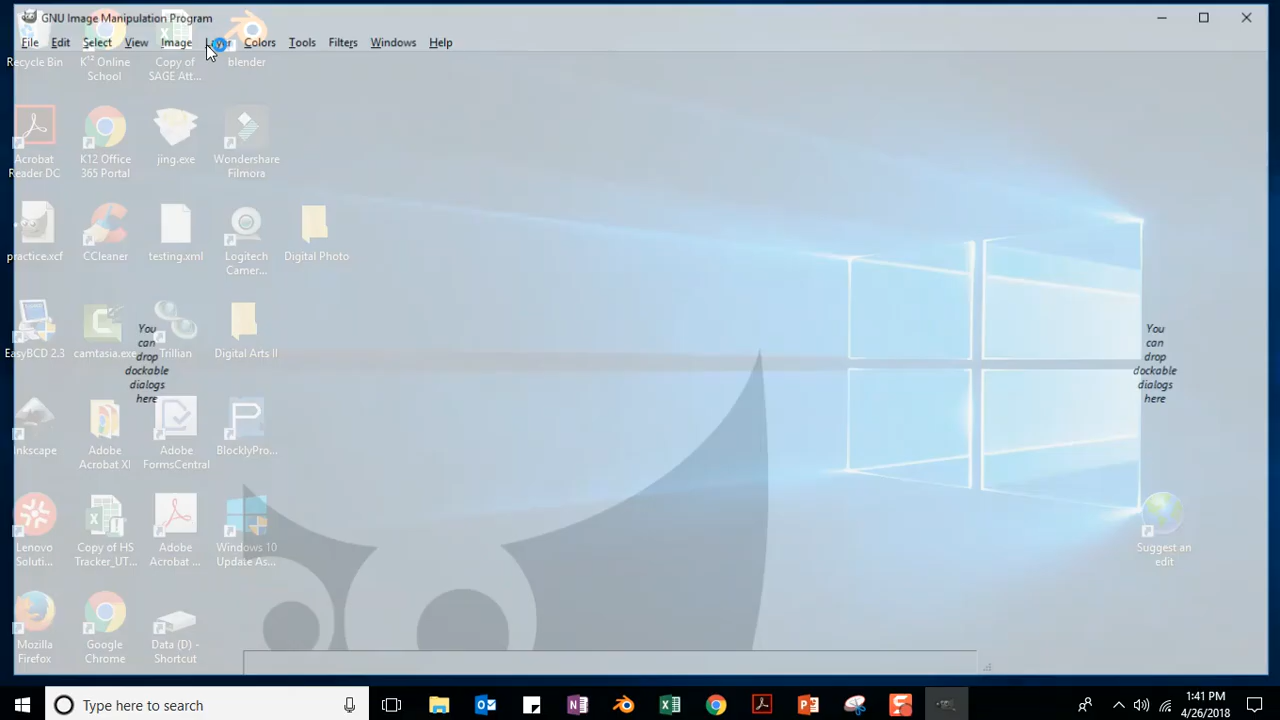 GNU Image Manipulation Program
File Edit Select View Image Layer Colors Tools Filters Windows Help
Recycle Bin
K¹² Online
School
Copy of
SAGE Att...
blender
Acrobat
Reader DC
K12 Office
365 Portal
jing.exe
Wondershare
Filmora
practice.xcf
CCleaner
testing.xml
Logitech
Camer...
Digital Photo
EasyBCD 2.3
camtasia.exe
Trillian
Digital Arts II
You
can
drop
dockable
dialogs
here
You
can
drop
dockable
dialogs
here
Inkscape
Adobe
Acrobat XI
Adobe
FormsCentral
BlocklyPro...
Lenovo
Soluti...
Copy of HS
Tracker_UT...
Adobe
Acrobat ...
Windows 10
Update As...
Suggest an
edit
Mozilla
Firefox
Google
Chrome
Data (D) -
Shortcut
Type here to search
1:41 PM
4/26/2018